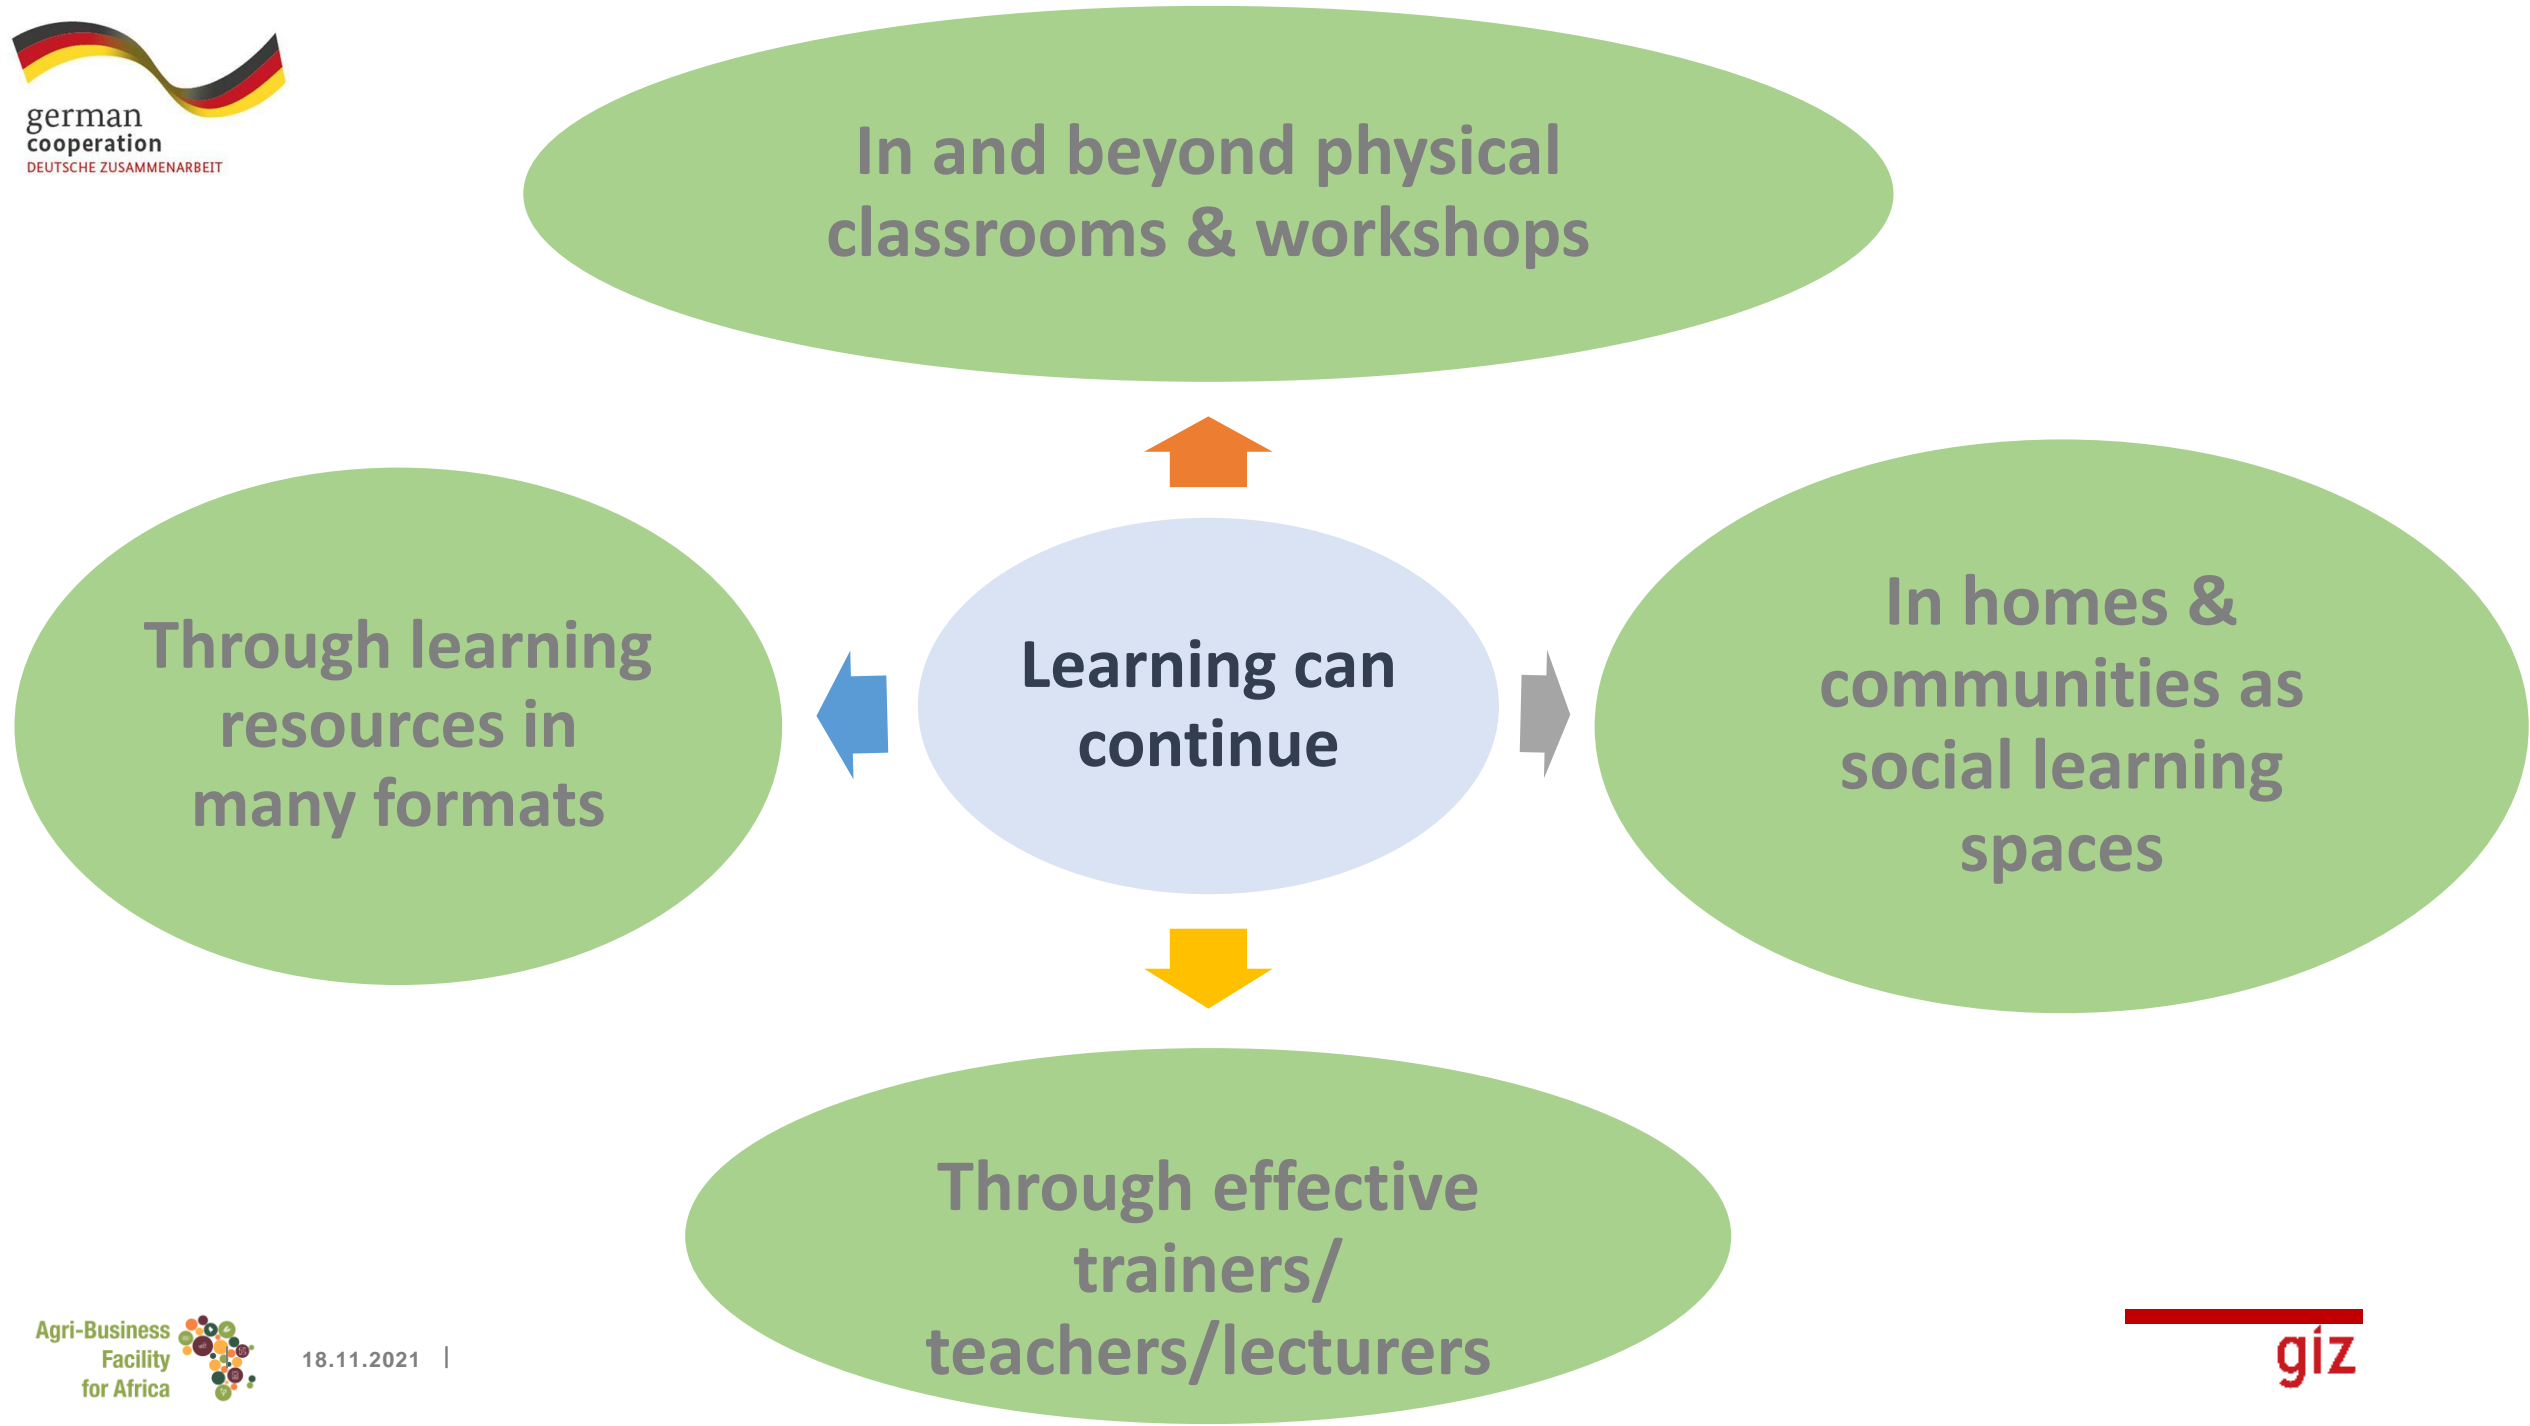 german
cooperation
DEUTSCHE ZUSAMMENARBEIT
In and beyond physical
classrooms & workshops
Through learning
resources in
many formats
Learning can
continue
In homes &
communities as
social learning
spaces
Through effective
trainers/
teachers/lecturers
Agri-Business
Facility
for Africa
18.11.2021 |
giz